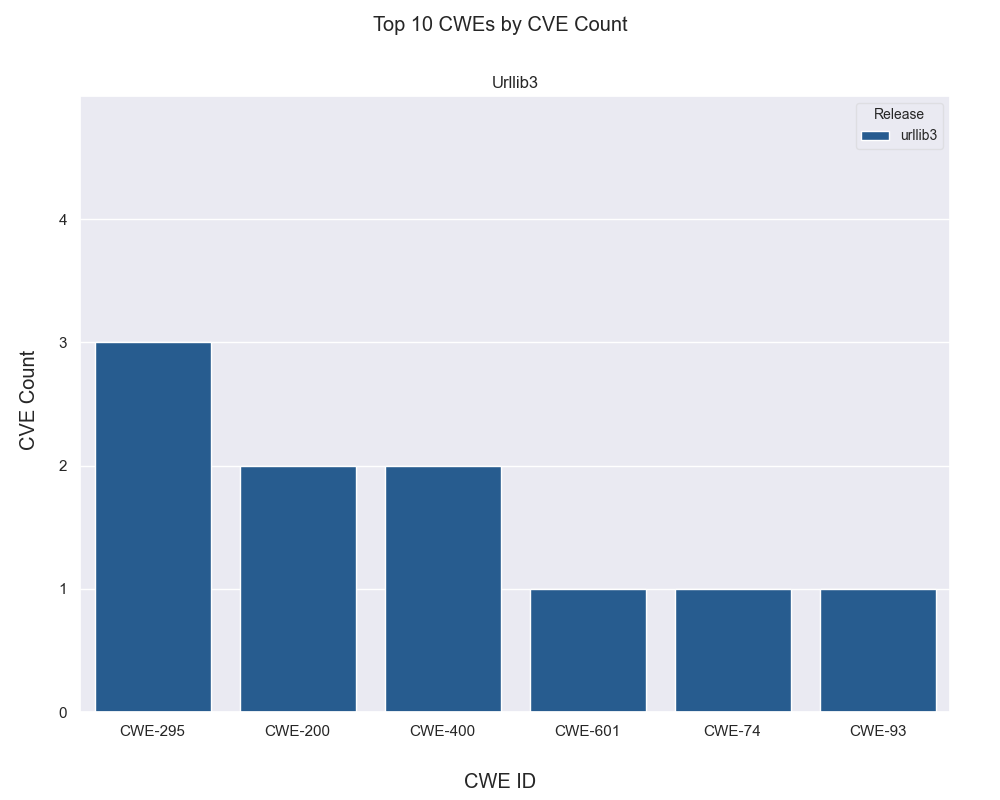 Top 10 CWEs by CVE Count
Urllib3
Release
urllib3
4
3
2
1
0
CVE Count
CWE-295 CWE-200 CWE-400 CWE-601 CWE-74 CWE-93
CWE ID